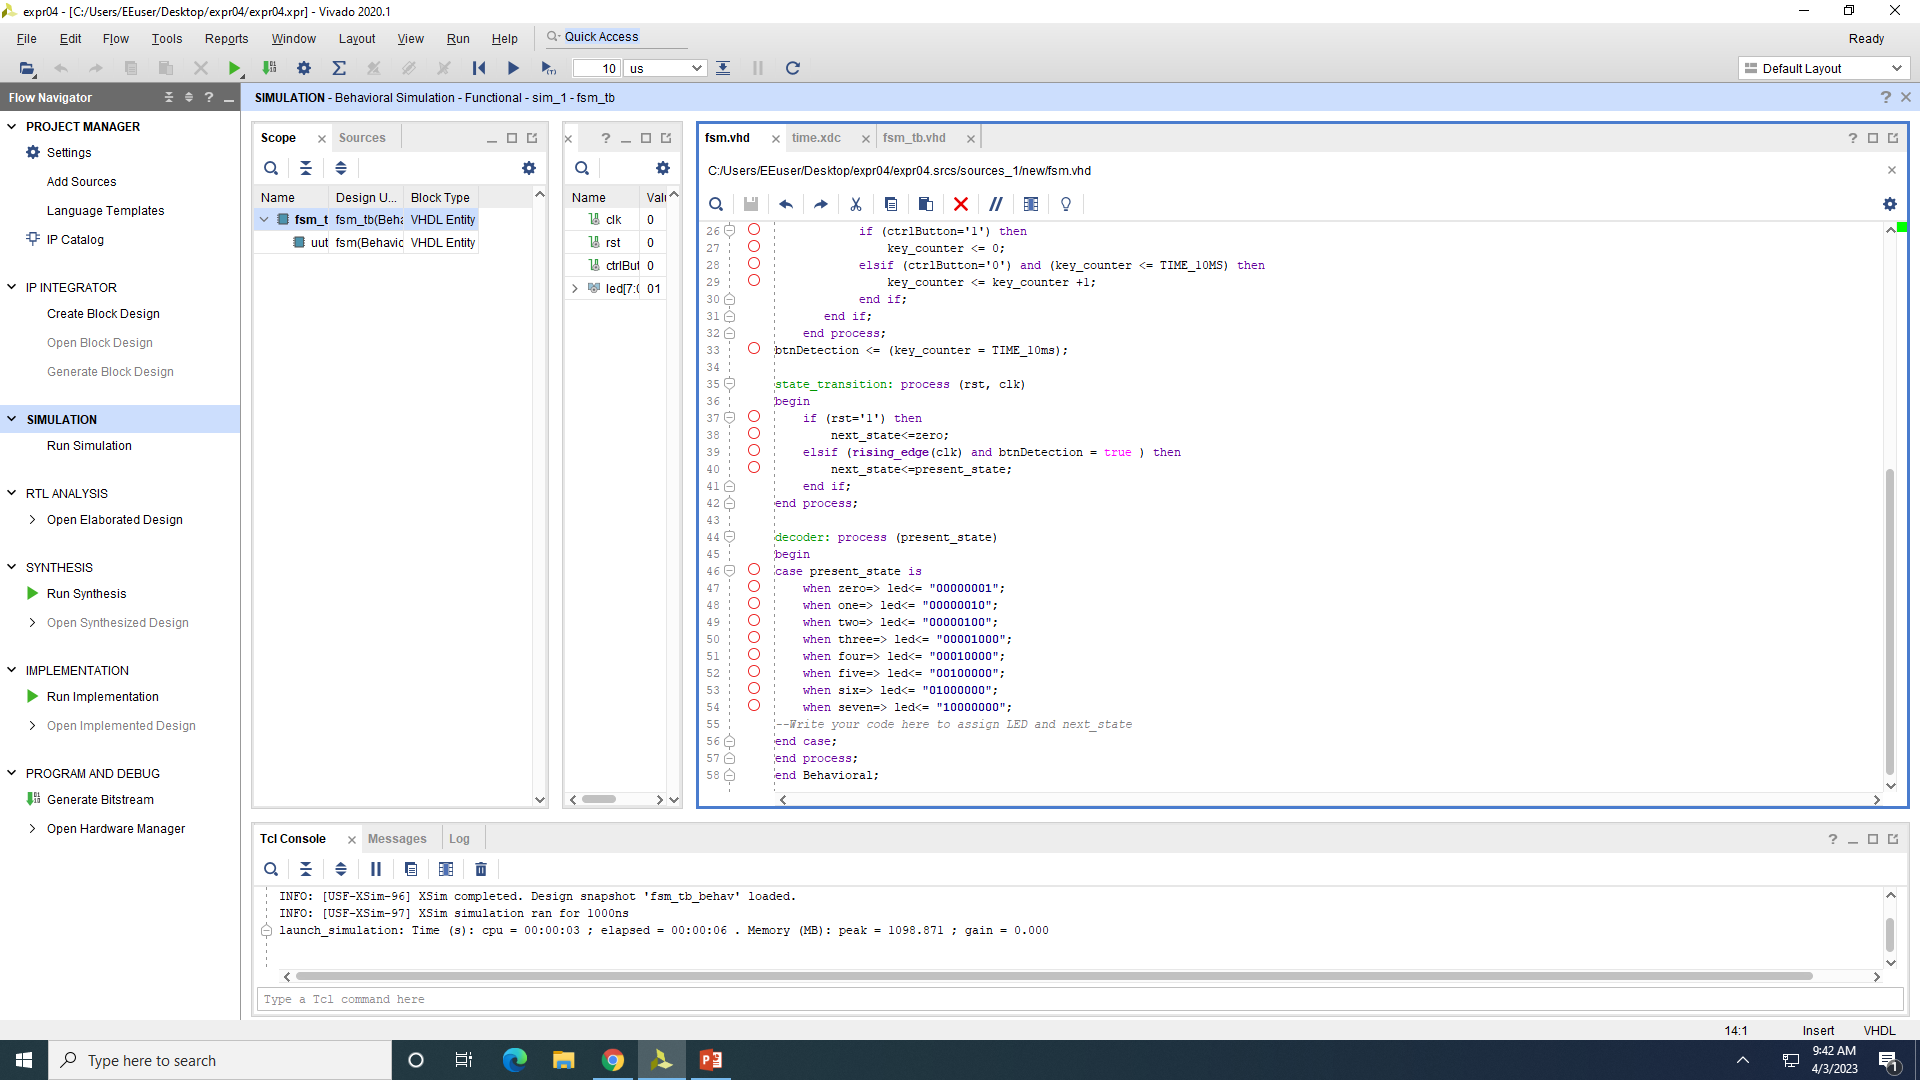 expr04 - [C:/Users/EEuser/Desktop/expr04/expr04.xpr] - Vivado 2020.1
File Edit Flow Tools Reports Window Layout View Run Help Quick Access Ready
10 us Default Layout
Flow Navigator
SIMULATION - Behavioral Simulation - Functional - sim_1 - fsm_tb
PROJECT MANAGER
Settings
Add Sources
Language Templates
IP Catalog
IP INTEGRATOR
Create Block Design
Open Block Design
Generate Block Design
SIMULATION
Run Simulation
RTL ANALYSIS
Open Elaborated Design
SYNTHESIS
Run Synthesis
Open Synthesized Design
IMPLEMENTATION
Run Implementation
Open Implemented Design
PROGRAM AND DEBUG
Generate Bitstream
Open Hardware Manager
Scope Sources
Name Design U... Block Type
fsm_t fsm_tb(Beha VHDL Entity
uut fsm(Behavio VHDL Entity
Name Valu
clk 0
rst 0
ctrlBut 0
led[7:0 01
fsm.vhd time.xdc fsm_tb.vhd
C:/Users/EEuser/Desktop/expr04/expr04.srcs/sources_1/new/fsm.vhd
26 if (ctrlButton='1') then
27 key_counter <= 0;
28 elsif (ctrlButton='0') and (key_counter <= TIME_10MS) then
29 key_counter <= key_counter +1;
30 end if;
31 end if;
32 end process;
33 btnDetection <= (key_counter = TIME_10ms);
34
35 state_transition: process (rst, clk)
36 begin
37 if (rst='1') then
38 next_state<=zero;
39 elsif (rising_edge(clk) and btnDetection = true ) then
40 next_state<=present_state;
41 end if;
42 end process;
43
44 decoder: process (present_state)
45 begin
46 case present_state is
47 when zero=> led<= "00000001";
48 when one=> led<= "00000010";
49 when two=> led<= "00000100";
50 when three=> led<= "00001000";
51 when four=> led<= "00010000";
52 when five=> led<= "00100000";
53 when six=> led<= "01000000";
54 when seven=> led<= "10000000";
55 --Write your code here to assign LED and next_state
56 end case;
57 end process;
58 end Behavioral;
Tcl Console Messages Log
INFO: [USF-XSim-96] XSim completed. Design snapshot 'fsm_tb_behav' loaded.
INFO: [USF-XSim-97] XSim simulation ran for 1000ns
launch_simulation: Time (s): cpu = 00:00:03 ; elapsed = 00:00:06 . Memory (MB): peak = 1098.871 ; gain = 0.000
Type a Tcl command here
14:1 Insert VHDL
Type here to search
9:42 AM
4/3/2023
1